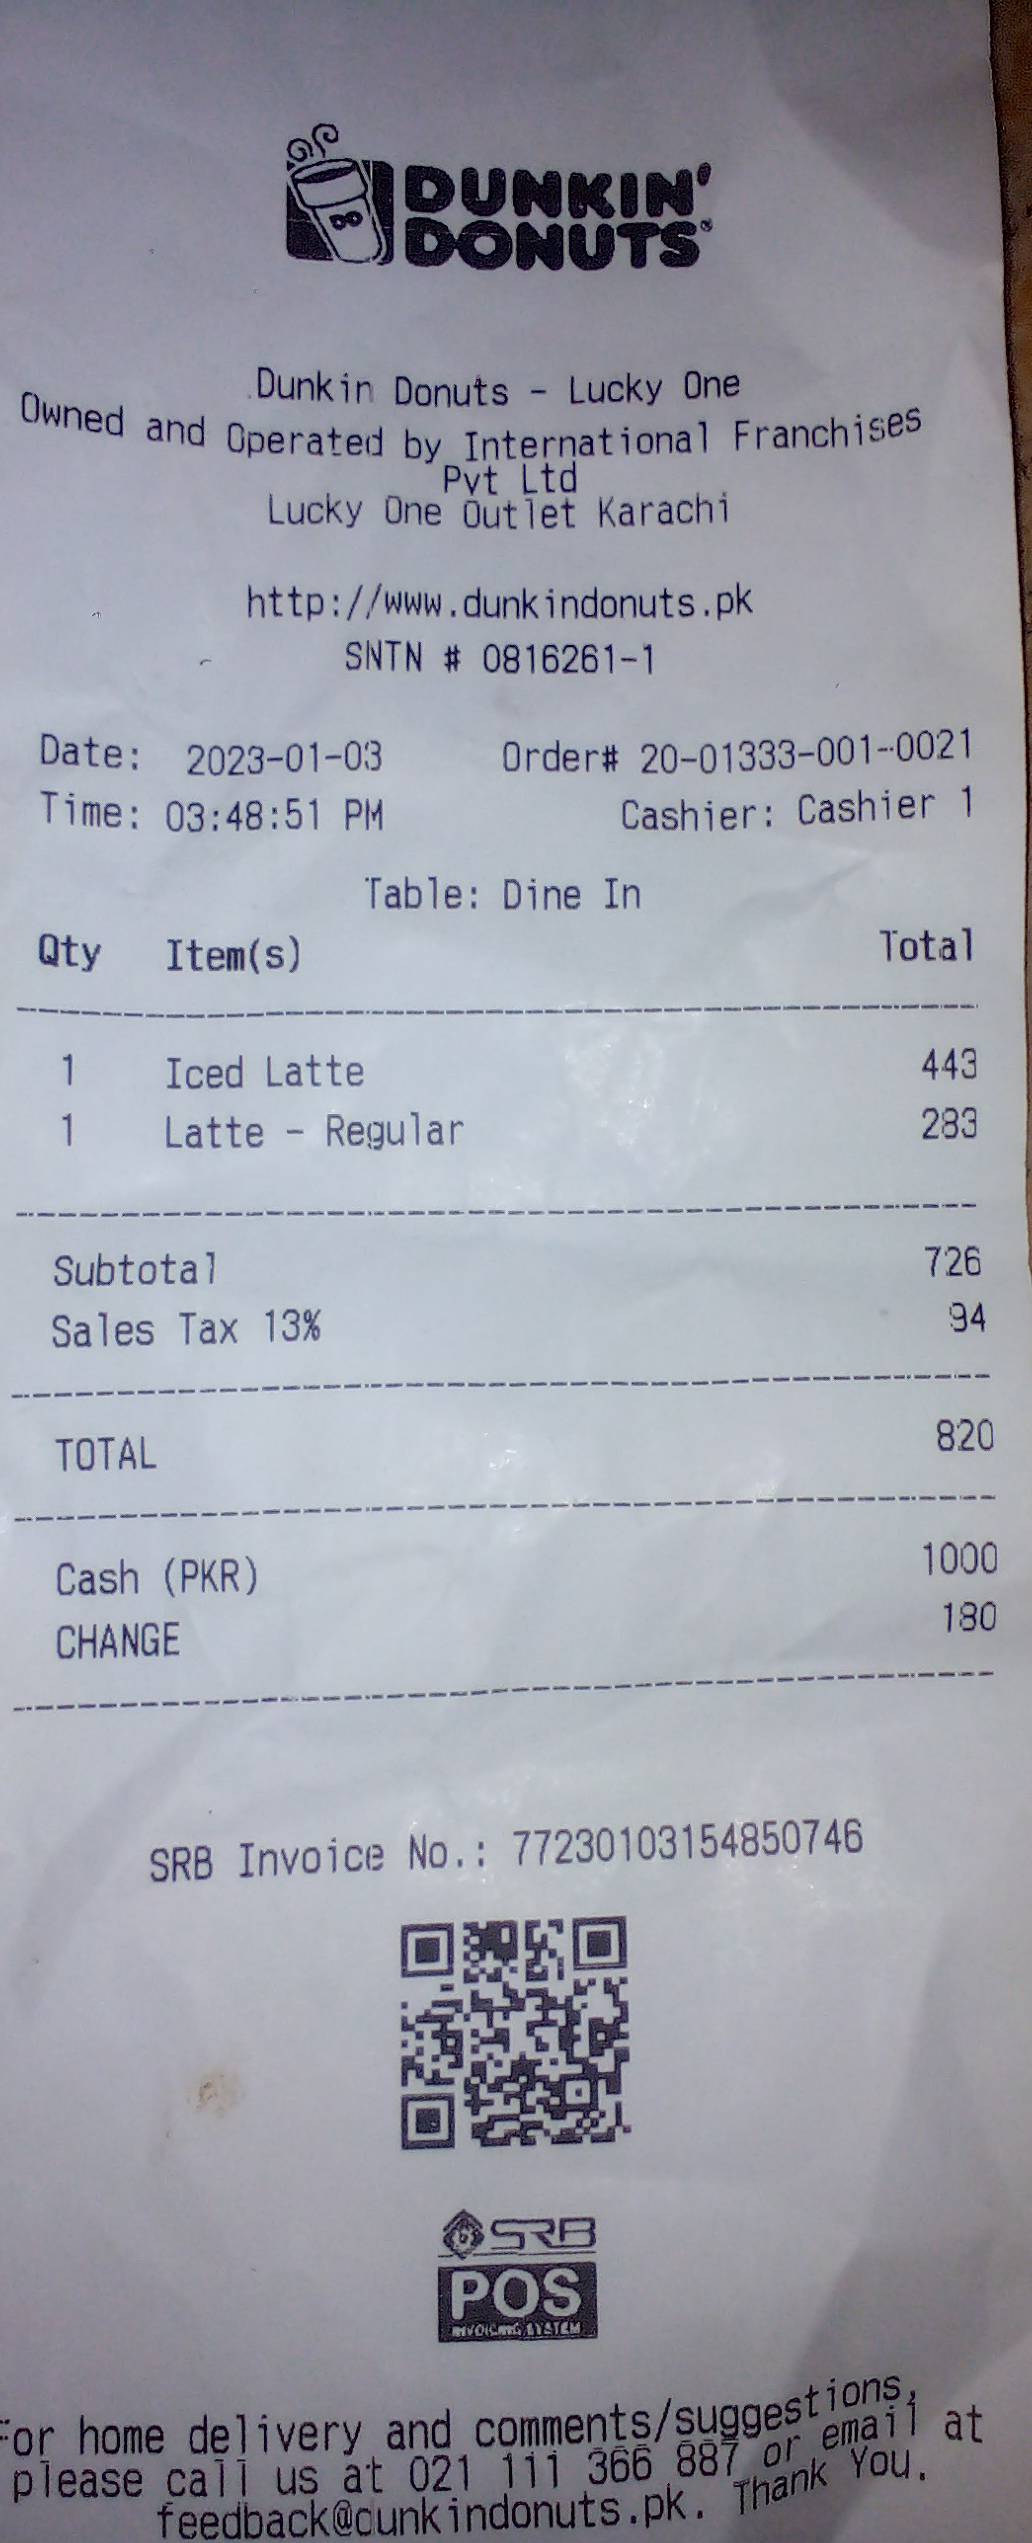 DUNKIN'
DONUTS
Dunkin Donuts - Lucky One
Owned and Operated by International Franchises
Pvt Ltd
Lucky One Outlet Karachi
http://www.dunkindonuts.pk
SNTN # 0816261-1
Date: 2023-01-03 Order# 20-01333-001-0021
Time: 03:48:51 PM Cashier: Cashier 1
Table: Dine In
Qty Item(s) Total
1 Iced Latte 443
1 Latte - Regular 283
Subtotal 726
Sales Tax 13% 94
TOTAL 820
Cash (PKR) 1000
CHANGE 180
SRB Invoice No.: 77230103154850746
SRB
POS
INVOICING SYSTEM
For home delivery and comments/suggestions,
please call us at 021 111 366 887 or email at
feedback@dunkindonuts.pk. Thank You.